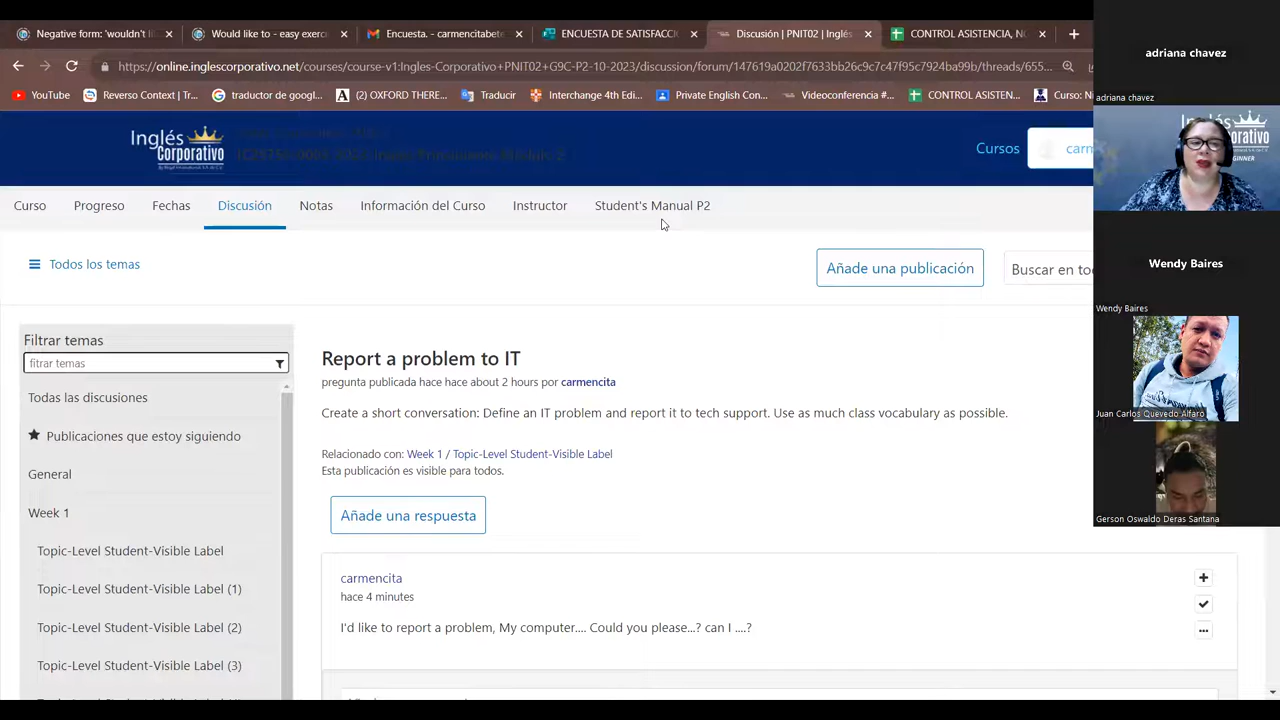 Negative form: 'wouldn't li
Would like to - easy exerc
Encuesta. - carmencitabete
ENCUESTA DE SATISFACCI
Discusión | PNIT02 | Inglés
CONTROL ASISTENCIA, NO
https://online.inglescorporativo.net/courses/course-v1:Ingles-Corporativo+PNIT02+G9C-P2-10-2023/discussion/forum/147619a0202f7633bb26c9c7c47f95c7924ba99b/threads/655...
YouTube
Reverso Context | Tr...
traductor de googl...
(2) OXFORD THERE...
Traducir
Interchange 4th Edi...
Private English Con...
Videoconferencia #...
CONTROL ASISTEN...
Curso: Ni
Inglés
Corporativo
Cursos
carm
Curso
Progreso
Fechas
Discusión
Notas
Información del Curso
Instructor
Student's Manual P2
Todos los temas
Añade una publicación
Buscar en to
Filtrar temas
fitrar temas
Todas las discusiones
Publicaciones que estoy siguiendo
General
Week 1
Topic-Level Student-Visible Label
Topic-Level Student-Visible Label (1)
Topic-Level Student-Visible Label (2)
Topic-Level Student-Visible Label (3)
Report a problem to IT
pregunta publicada hace hace about 2 hours por carmencita
Create a short conversation: Define an IT problem and report it to tech support. Use as much class vocabulary as possible.
Relacionado con: Week 1 / Topic-Level Student-Visible Label
Esta publicación es visible para todos.
Añade una respuesta
carmencita
hace 4 minutes
I'd like to report a problem, My computer.... Could you please...? can I ....?
adriana chavez
adriana chavez
Inglés
Corporativo
GINNER
Wendy Baires
Wendy Baires
Juan Carlos Quevedo Alfaro
Gerson Oswaldo Deras Santana